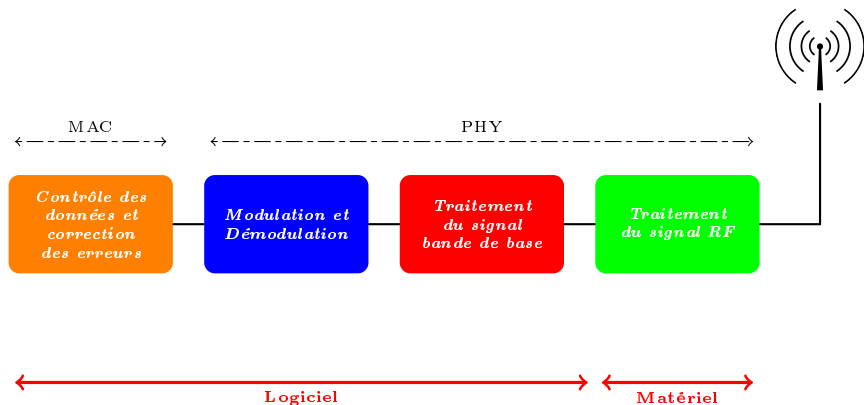 MAC
PHY
Contrôle des
données et
correction
des erreurs
Modulation et
Démodulation
Traitement
du signal
bande de base
Traitement
du signal RF
Logiciel
Matériel